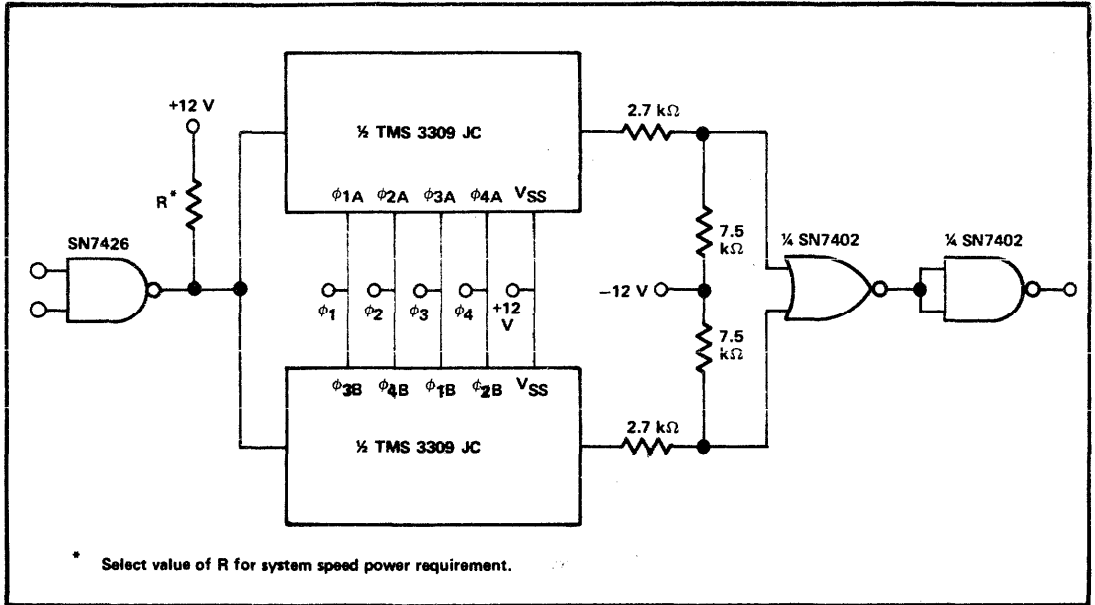 +12 V
½ TMS 3309 JC
2.7 kΩ
R*
ϕ1A ϕ2A ϕ3A ϕ4A VSS
SN7426
7.5
kΩ
¼ SN7402
¼ SN7402
ϕ1 ϕ2 ϕ3 ϕ4 +12
V
−12 V
7.5
kΩ
ϕ3B ϕ4B ϕ1B ϕ2B VSS
2.7 kΩ
½ TMS 3309 JC
* Select value of R for system speed power requirement.